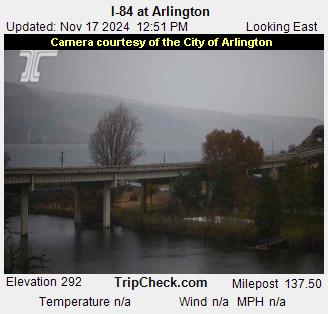 I-84 at Arlington
Updated: Nov 17 2024 12:51 PM Looking East
Camera courtesy of the City of Arlington
Elevation 292 TripCheck.com Milepost 137.50
Temperature n/a Wind n/a MPH n/a